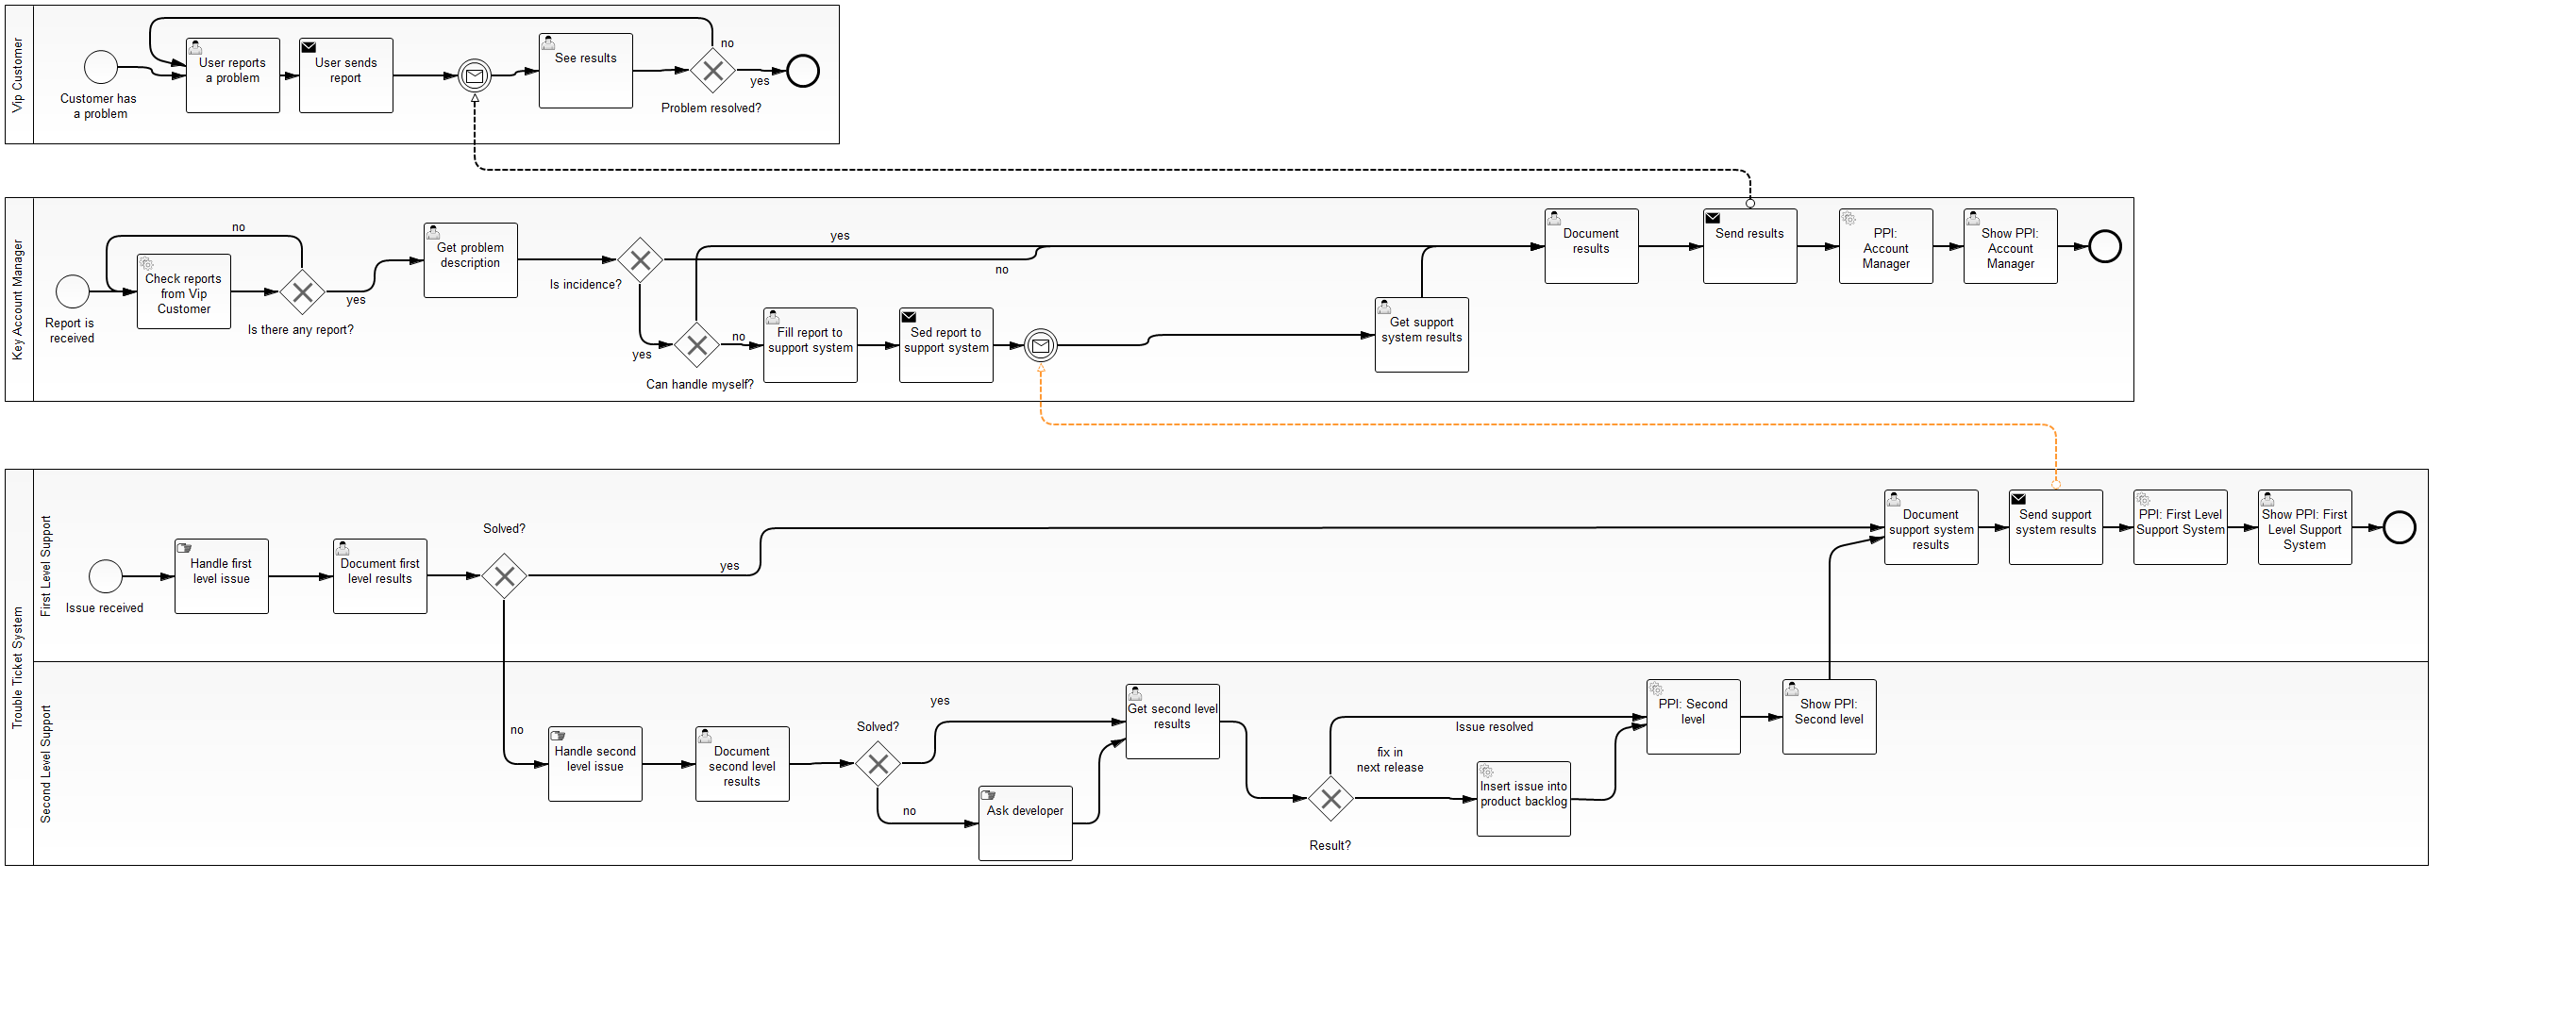 Vip Customer
Customer has
a problem
User reports
a problem
User sends
report
See results
no
yes
Problem resolved?
Key Account Manager
Report is
received
no
Check reports
from Vip
Customer
yes
Is there any report?
Get problem
description
Is incidence?
yes
no
yes
no
Can handle myself?
Fill report to
support system
Sed report to
support system
Get support
system results
Document
results
Send results
PPI:
Account
Manager
Show PPI:
Account
Manager
Trouble Ticket System
First Level Support
Issue received
Handle first
level issue
Document first
level results
Solved?
yes
no
Document
support system
results
Send support
system results
PPI: First Level
Support System
Show PPI: First
Level Support
System
Second Level Support
Handle second
level issue
Document
second level
results
Solved?
yes
no
Ask developer
Get second level
results
Result?
Issue resolved
fix in
next release
Insert issue into
product backlog
PPI: Second
level
Show PPI:
Second level